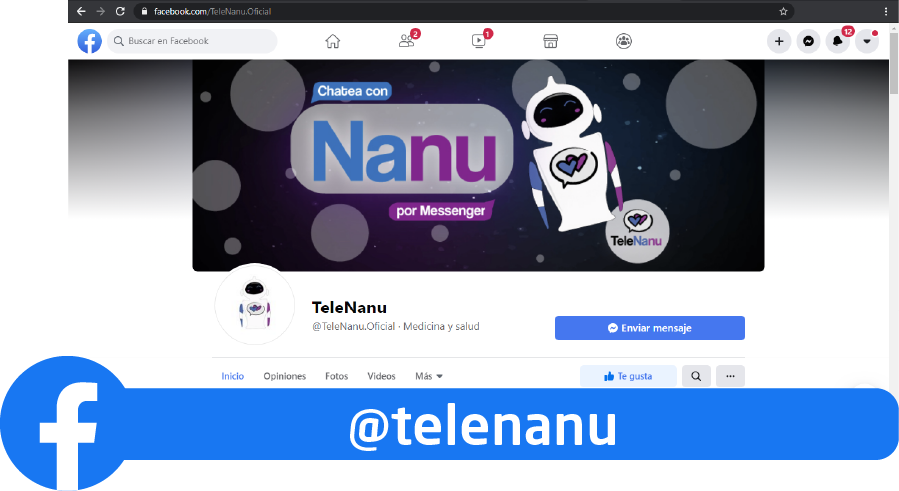 facebook.com/TeleNanu.Oficial
Buscar en Facebook
2
1
12
Chatea con
Nanu
por Messenger
TeleNanu
TeleNanu
@TeleNanu.Oficial · Medicina y salud
Enviar mensaje
Inicio
Opiniones
Fotos
Videos
Más
Te gusta
@telenanu